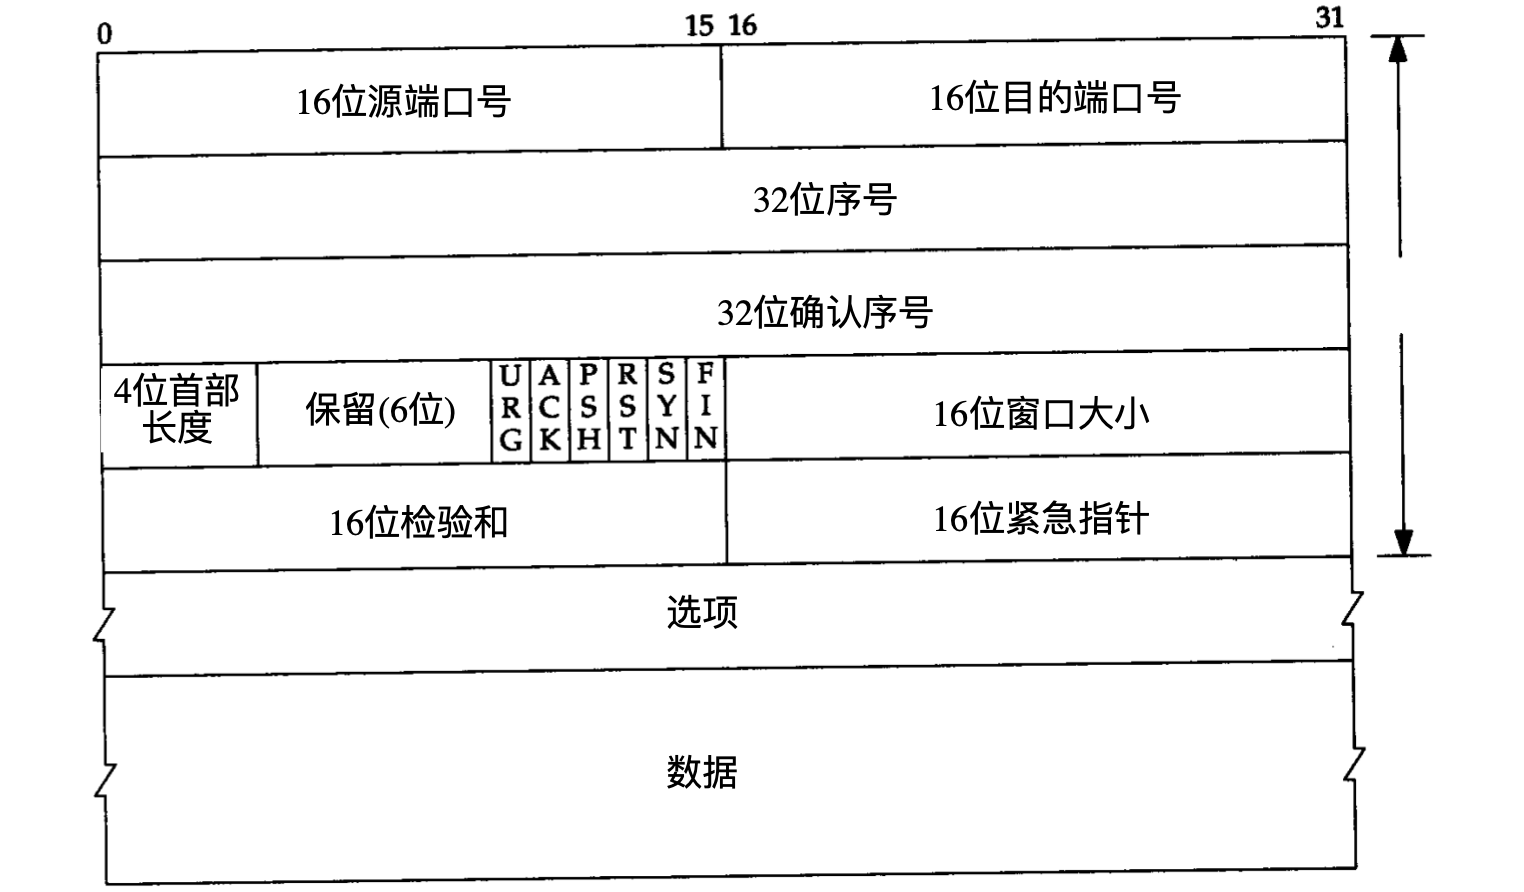 0 15 16 31
16位源端口号 16位目的端口号
32位序号
32位确认序号
4位首部
长度
保留(6位)
URG
ACK
PSH
RST
SYN
FIN
16位窗口大小
16位检验和 16位紧急指针
选项
数据